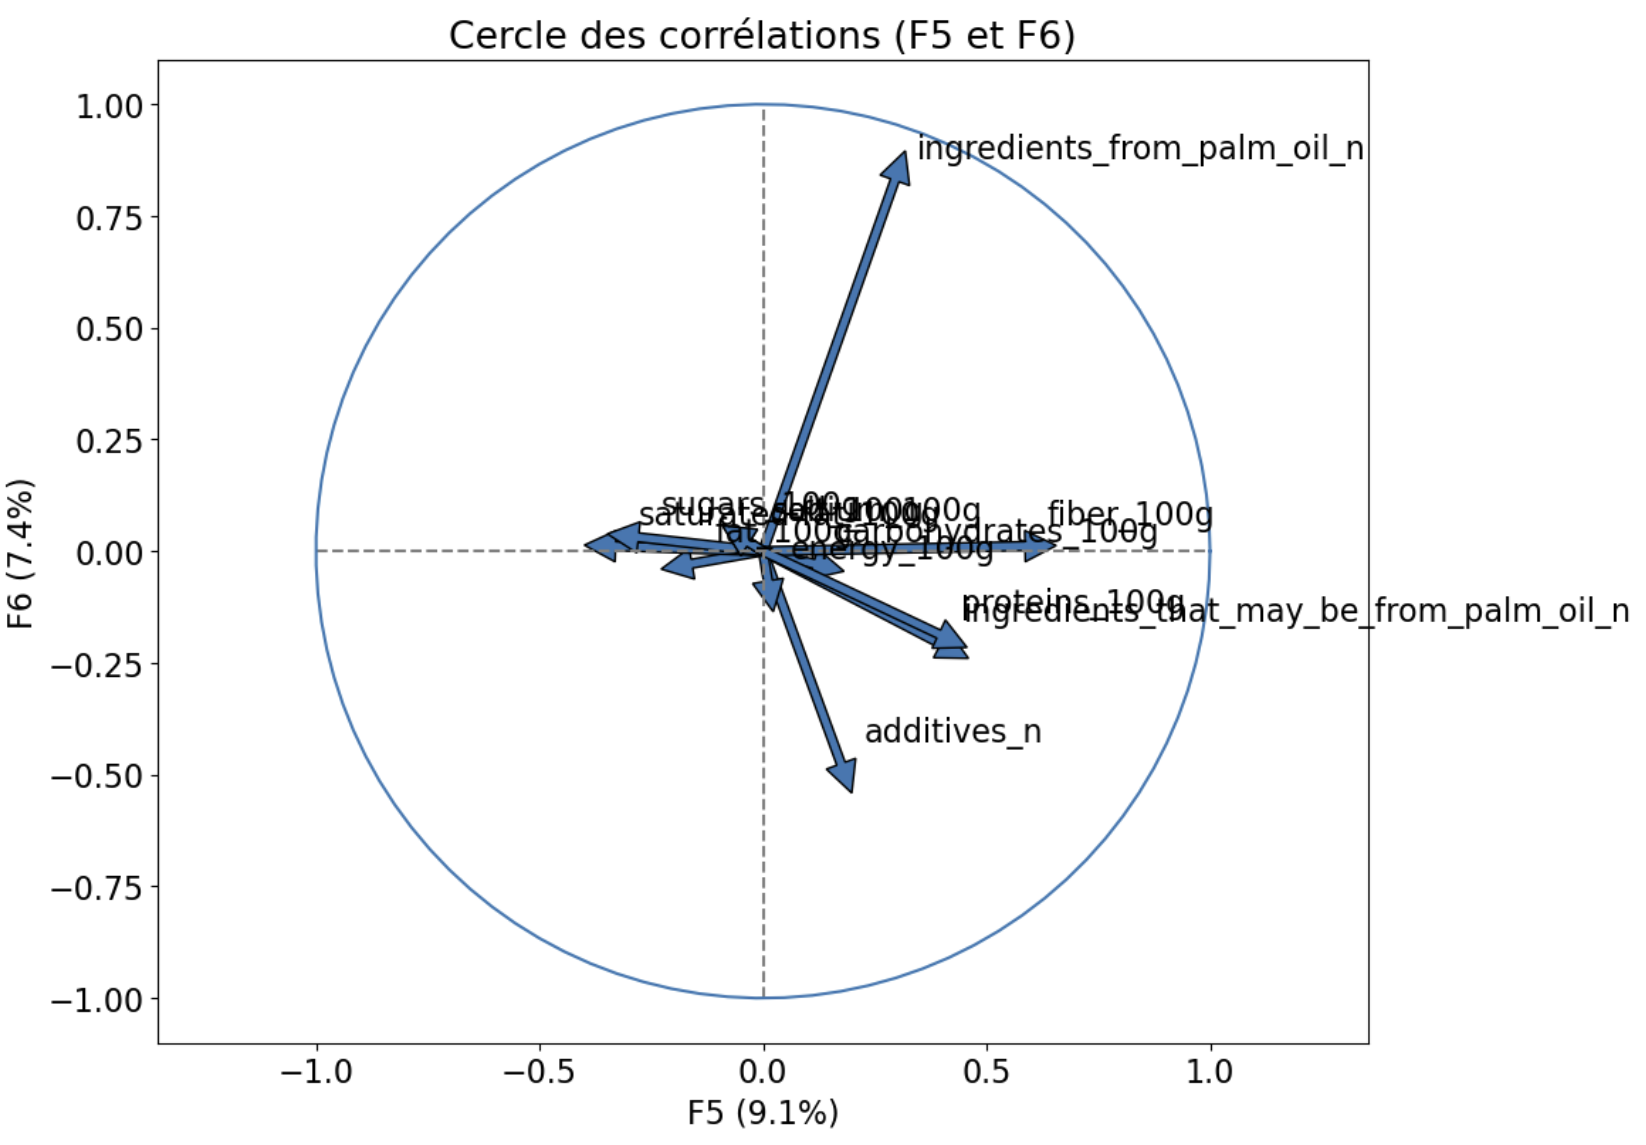 Cercle des corrélations (F5 et F6)
1.00
ingredients_from_palm_oil_n
0.75
0.50
0.25
sugars_100g
fiber_100g
carbohydrates_100g
energy_100g
0.00
proteins_100g
ingredients_that_may_be_from_palm_oil_n
−0.25
additives_n
−0.50
−0.75
−1.00
F6 (7.4%)
−1.0
−0.5
0.0
0.5
1.0
F5 (9.1%)